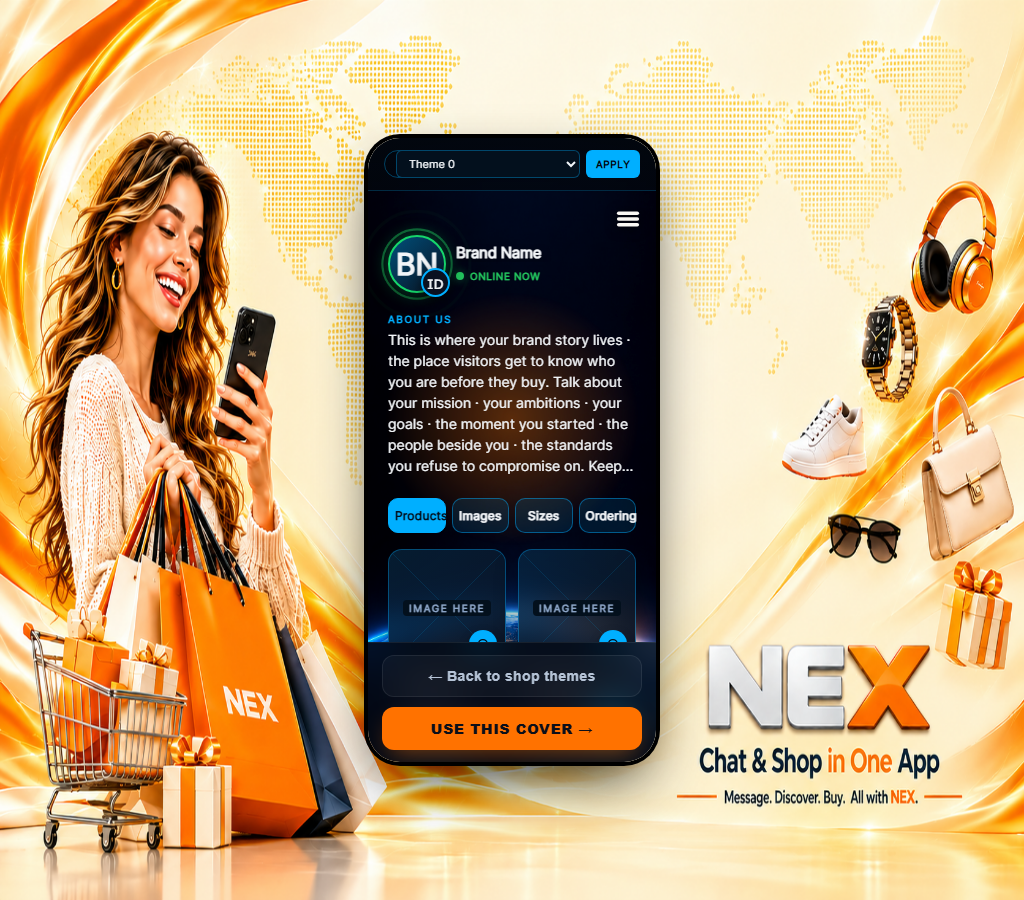 Theme 0
APPLY
BN
ID
Brand Name
ONLINE NOW
ABOUT US
This is where your brand story lives ·
the place visitors get to know who
you are before they buy. Talk about
your mission · your ambitions · your
goals · the moment you started · the
people beside you · the standards
you refuse to compromise on. Keep...
Products
Images
Sizes
Ordering
IMAGE HERE
IMAGE HERE
← Back to shop themes
USE THIS COVER →
NEX
NEX
Chat & Shop in One App
Message. Discover. Buy. All with NEX.